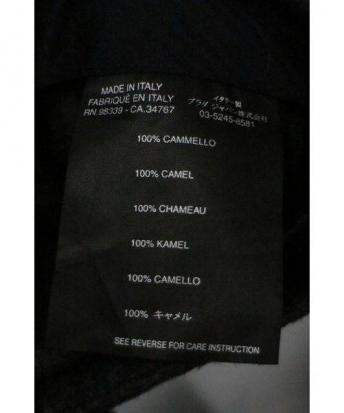 MADE IN ITALY
FABRIQUÉ EN ITALY
RN.98339 - CA.34767
イタリー製
プラダ ジャパン株式会社
03-5245-8581
100% CAMMELLO
100% CAMEL
100% CHAMEAU
100% KAMEL
100% CAMELLO
100% キャメル
SEE REVERSE FOR CARE INSTRUCTION